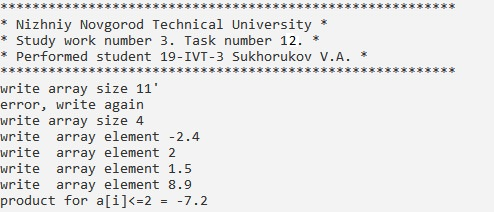 *********************************************************
* Nizhniy Novgorod Technical University *
* Study work number 3. Task number 12. *
* Performed student 19-IVT-3 Sukhorukov V.A. *
*********************************************************
write array size 11'
error, write again
write array size 4
write  array element -2.4
write  array element 2
write  array element 1.5
write  array element 8.9
product for a[i]<=2 = -7.2